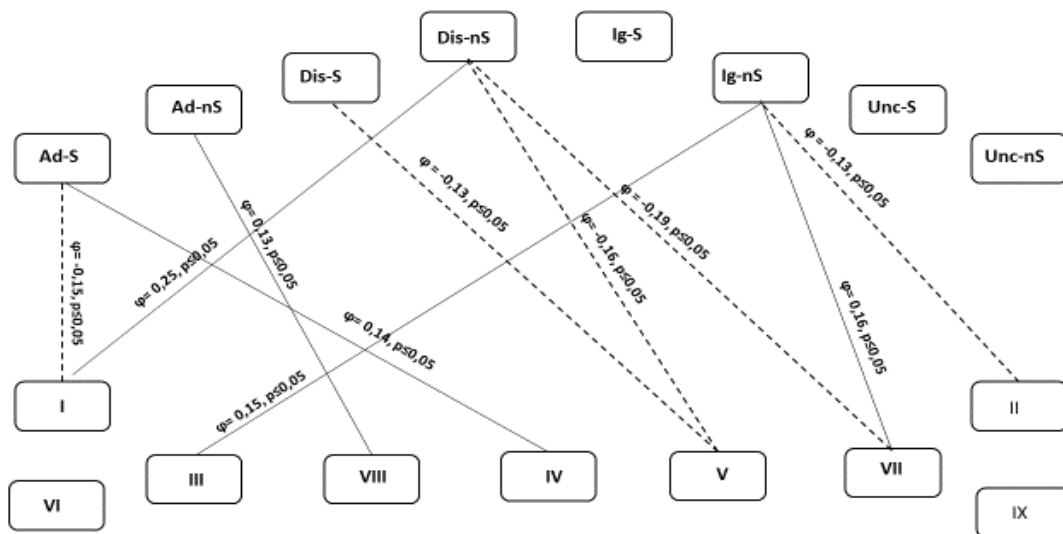 Dis-nS
Ig-S
Dis-S
Ig-nS
Ad-nS
Unc-S
Ad-S
Unc-nS
φ= -0,15, p≤0,05
φ= 0,25, p≤0,05
φ= 0,13, p≤0,05
φ= 0,14, p≤0,05
φ= 0,15, p≤0,05
φ = -0,13, p≤0,05
φ= -0,16, p≤0,05
φ = -0,19, p≤0,05
φ= 0,16, p≤0,05
φ = -0,13, p≤0,05
I
II
III
VIII
IV
V
VII
VI
IX